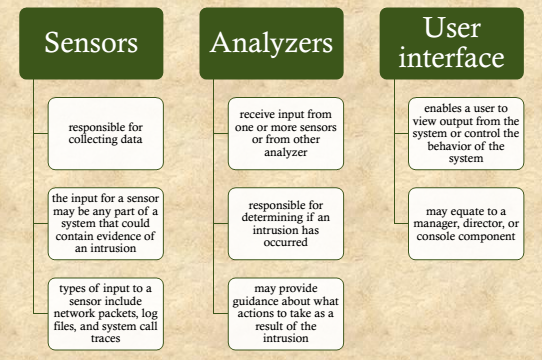 Sensors
responsible for
collecting data
the input for a sensor
may be any part of a
system that could
contain evidence of
an intrusion
types of input to a
sensor include
network packets, log
files, and system call
traces
Analyzers
receive input from
one or more sensors
or from other
analyzer
responsible for
determining if an
intrusion has
occurred
may provide
guidance about what
actions to take as a
result of the
intrusion
User
interface
enables a user to
view output from the
system or control the
behavior of the
system
may equate to a
manager, director, or
console component